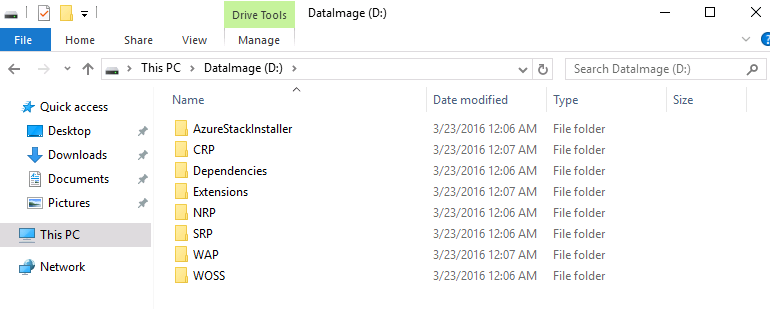 Drive Tools DataImage (D:)
File Home Share View Manage
This PC DataImage (D:) Search DataImage (D:)
Name Date modified Type Size
Quick access
Desktop
Downloads
Documents
Pictures
This PC
Network
AzureStackInstaller 3/23/2016 12:06 AM File folder
CRP 3/23/2016 12:07 AM File folder
Dependencies 3/23/2016 12:06 AM File folder
Extensions 3/23/2016 12:07 AM File folder
NRP 3/23/2016 12:06 AM File folder
SRP 3/23/2016 12:06 AM File folder
WAP 3/23/2016 12:07 AM File folder
WOSS 3/23/2016 12:06 AM File folder